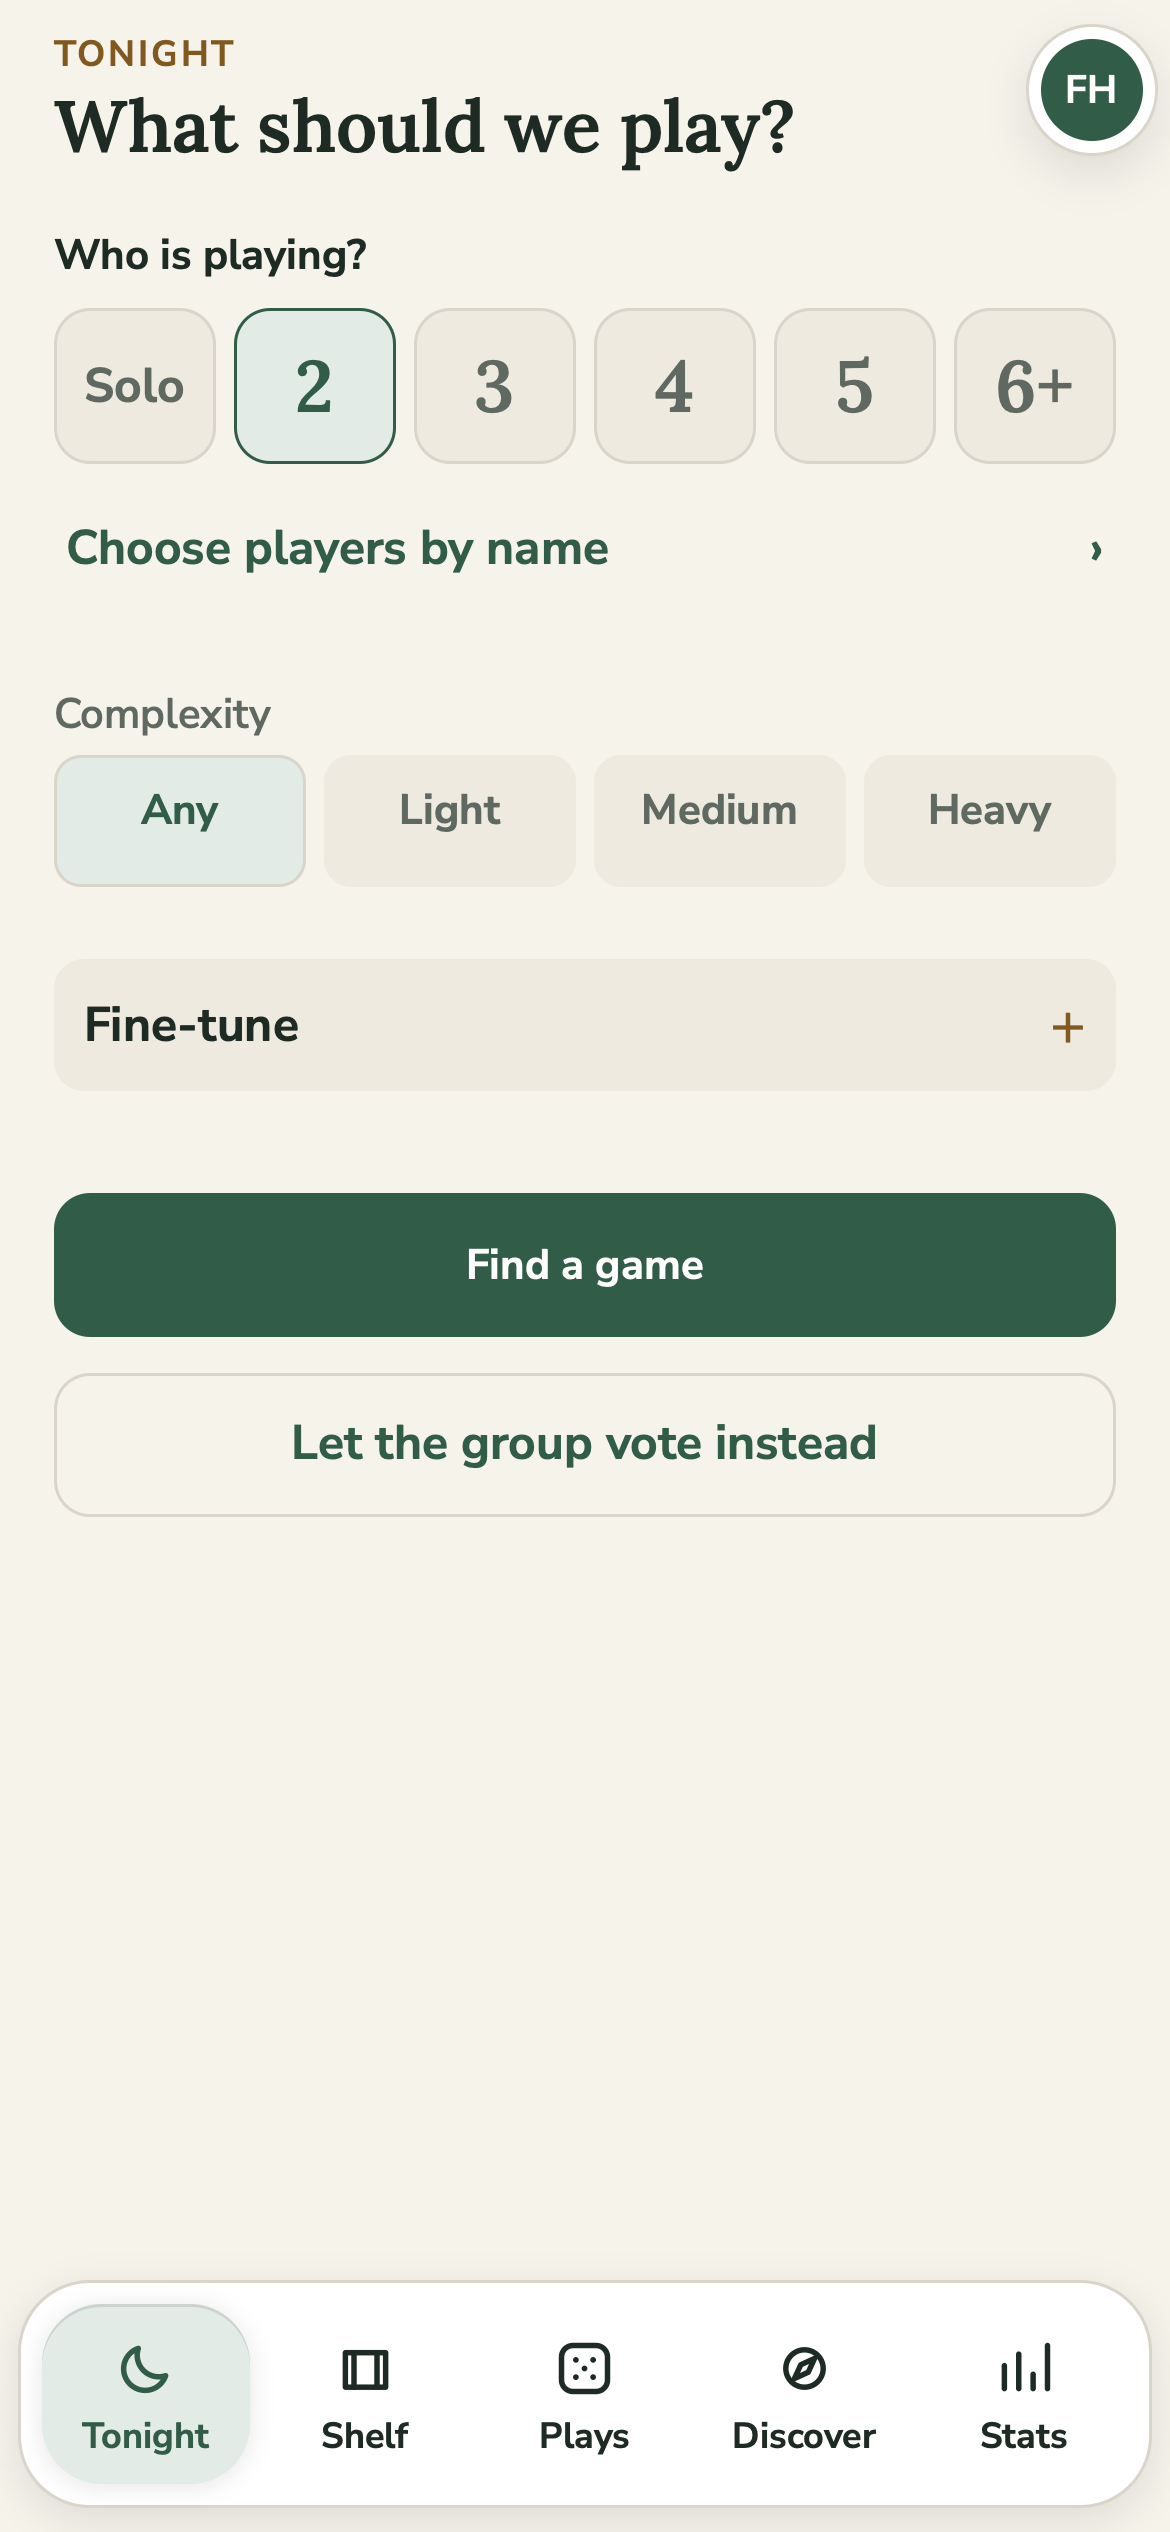 TONIGHT
What should we play?
FH
Who is playing?
Solo 2 3 4 5 6+
Choose players by name ›
Complexity
Any Light Medium Heavy
Fine-tune +
Find a game
Let the group vote instead
Tonight Shelf Plays Discover Stats